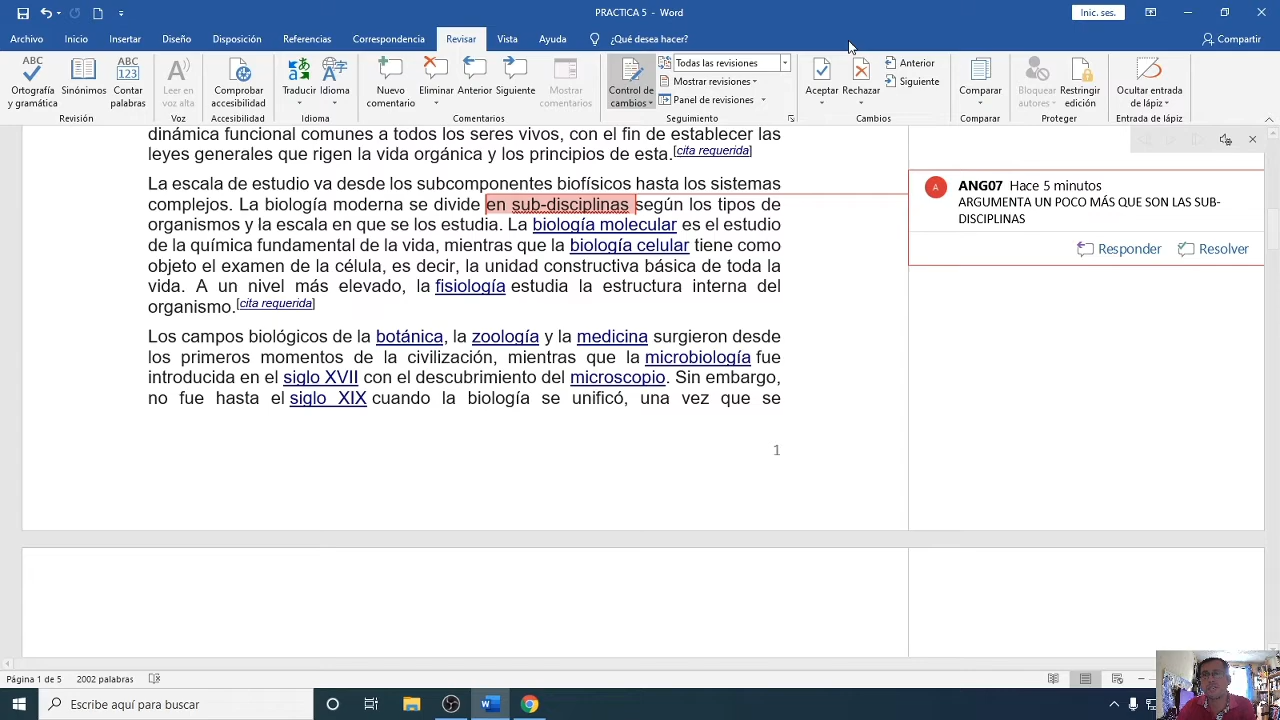 PRACTICA 5 - Word
Inic. ses.
Archivo Inicio Insertar Diseño Disposición Referencias Correspondencia Revisar Vista Ayuda ¿Qué desea hacer? Compartir
ABC
Ortografía y gramática
Sinónimos
ABC
123
Contar palabras
Revisión
A
Leer en voz alta
Voz
Comprobar accesibilidad
Accesibilidad
Traducir
Idioma
Idioma
Nuevo comentario
Eliminar
Anterior
Siguiente
Mostrar comentarios
Comentarios
Control de cambios
Todas las revisiones
Mostrar revisiones
Panel de revisiones
Seguimiento
Aceptar
Rechazar
Anterior
Siguiente
Cambios
Comparar
Comparar
Bloquear autores
Restringir edición
Proteger
Ocultar entrada de lápiz
Entrada de lápiz
dinámica funcional comunes a todos los seres vivos, con el fin de establecer las
leyes generales que rigen la vida orgánica y los principios de esta.[cita requerida]
La escala de estudio va desde los subcomponentes biofísicos hasta los sistemas
complejos. La biología moderna se divide en sub-disciplinas según los tipos de
organismos y la escala en que se los estudia. La biología molecular es el estudio
de la química fundamental de la vida, mientras que la biología celular tiene como
objeto el examen de la célula, es decir, la unidad constructiva básica de toda la
vida. A un nivel más elevado, la fisiología estudia la estructura interna del
organismo.[cita requerida]
Los campos biológicos de la botánica, la zoología y la medicina surgieron desde
los primeros momentos de la civilización, mientras que la microbiología fue
introducida en el siglo XVII con el descubrimiento del microscopio. Sin embargo,
no fue hasta el siglo XIX cuando la biología se unificó, una vez que se
1
A
ANG07 Hace 5 minutos
ARGUMENTA UN POCO MÁS QUE SON LAS SUB-
DISCIPLINAS
Responder Resolver
Página 1 de 5 2002 palabras
Escribe aquí para buscar